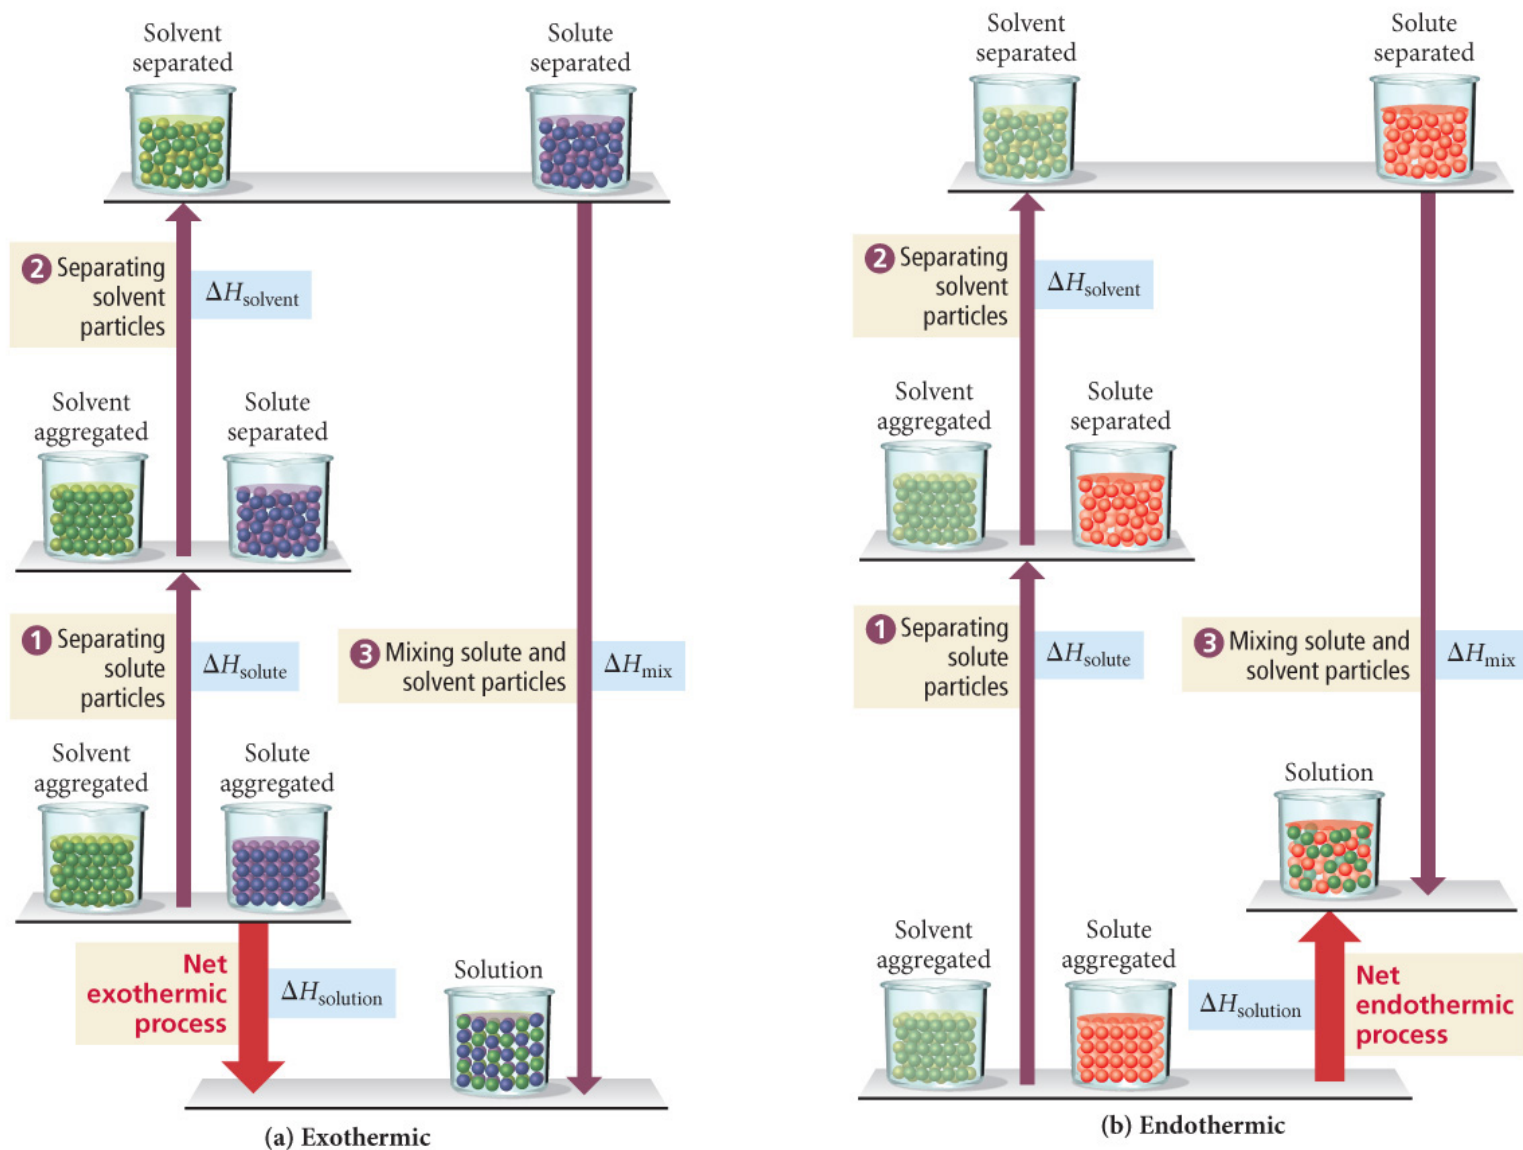 Solvent
separated
Solute
separated
2 Separating
solvent
particles
ΔHsolvent
Solvent
aggregated
Solute
separated
1 Separating
solute
particles
ΔHsolute
3 Mixing solute and
solvent particles
ΔHmix
Solvent
aggregated
Solute
aggregated
Net
exothermic
process
ΔHsolution
Solution
(a) Exothermic
Solvent
separated
Solute
separated
2 Separating
solvent
particles
ΔHsolvent
Solvent
aggregated
Solute
separated
1 Separating
solute
particles
ΔHsolute
3 Mixing solute and
solvent particles
ΔHmix
Solution
Solvent
aggregated
Solute
aggregated
ΔHsolution
Net
endothermic
process
(b) Endothermic